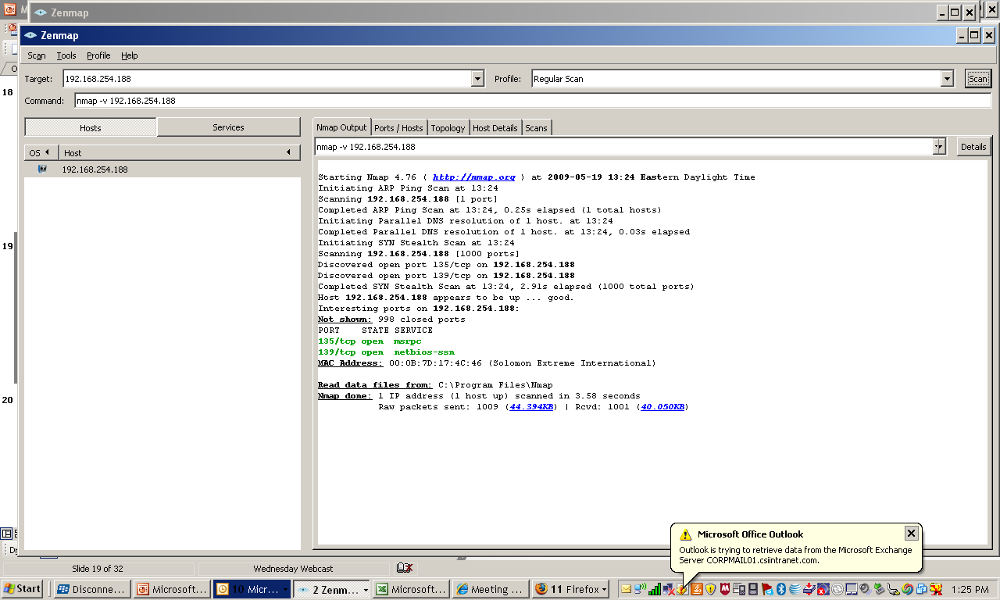 Zenmap
Zenmap
Scan Tools Profile Help
Target: 192.168.254.188 Profile: Regular Scan Scan
Command: nmap -v 192.168.254.188
Hosts Services
OS Host
192.168.254.188
Nmap Output Ports / Hosts Topology Host Details Scans
nmap -v 192.168.254.188 Details
Starting Nmap 4.76 ( http://nmap.org ) at 2009-05-19 13:24 Eastern Daylight Time
Initiating ARP Ping Scan at 13:24
Scanning 192.168.254.188 [1 port]
Completed ARP Ping Scan at 13:24, 0.25s elapsed (1 total hosts)
Initiating Parallel DNS resolution of 1 host. at 13:24
Completed Parallel DNS resolution of 1 host. at 13:24, 0.03s elapsed
Initiating SYN Stealth Scan at 13:24
Scanning 192.168.254.188 [1000 ports]
Discovered open port 135/tcp on 192.168.254.188
Discovered open port 139/tcp on 192.168.254.188
Completed SYN Stealth Scan at 13:24, 2.91s elapsed (1000 total ports)
Host 192.168.254.188 appears to be up ... good.
Interesting ports on 192.168.254.188:
Not shown: 998 closed ports
PORT STATE SERVICE
135/tcp open msrpc
139/tcp open netbios-ssn
MAC Address: 00:0B:7D:17:4C:46 (Solomon Extreme International)
Read data files from: C:\Program Files\Nmap
Nmap done: 1 IP address (1 host up) scanned in 3.58 seconds
Raw packets sent: 1009 (44.394KB) | Rcvd: 1001 (40.050KB)
18
19
20
Microsoft Office Outlook
Outlook is trying to retrieve data from the Microsoft Exchange
Server CORPMAIL01.csiintranet.com.
Slide 19 of 32 Wednesday Webcast
Start Disconne... Microsoft... 10 Micr... 2 Zenm... Microsoft... Meeting ... 11 Firefox 1:25 PM